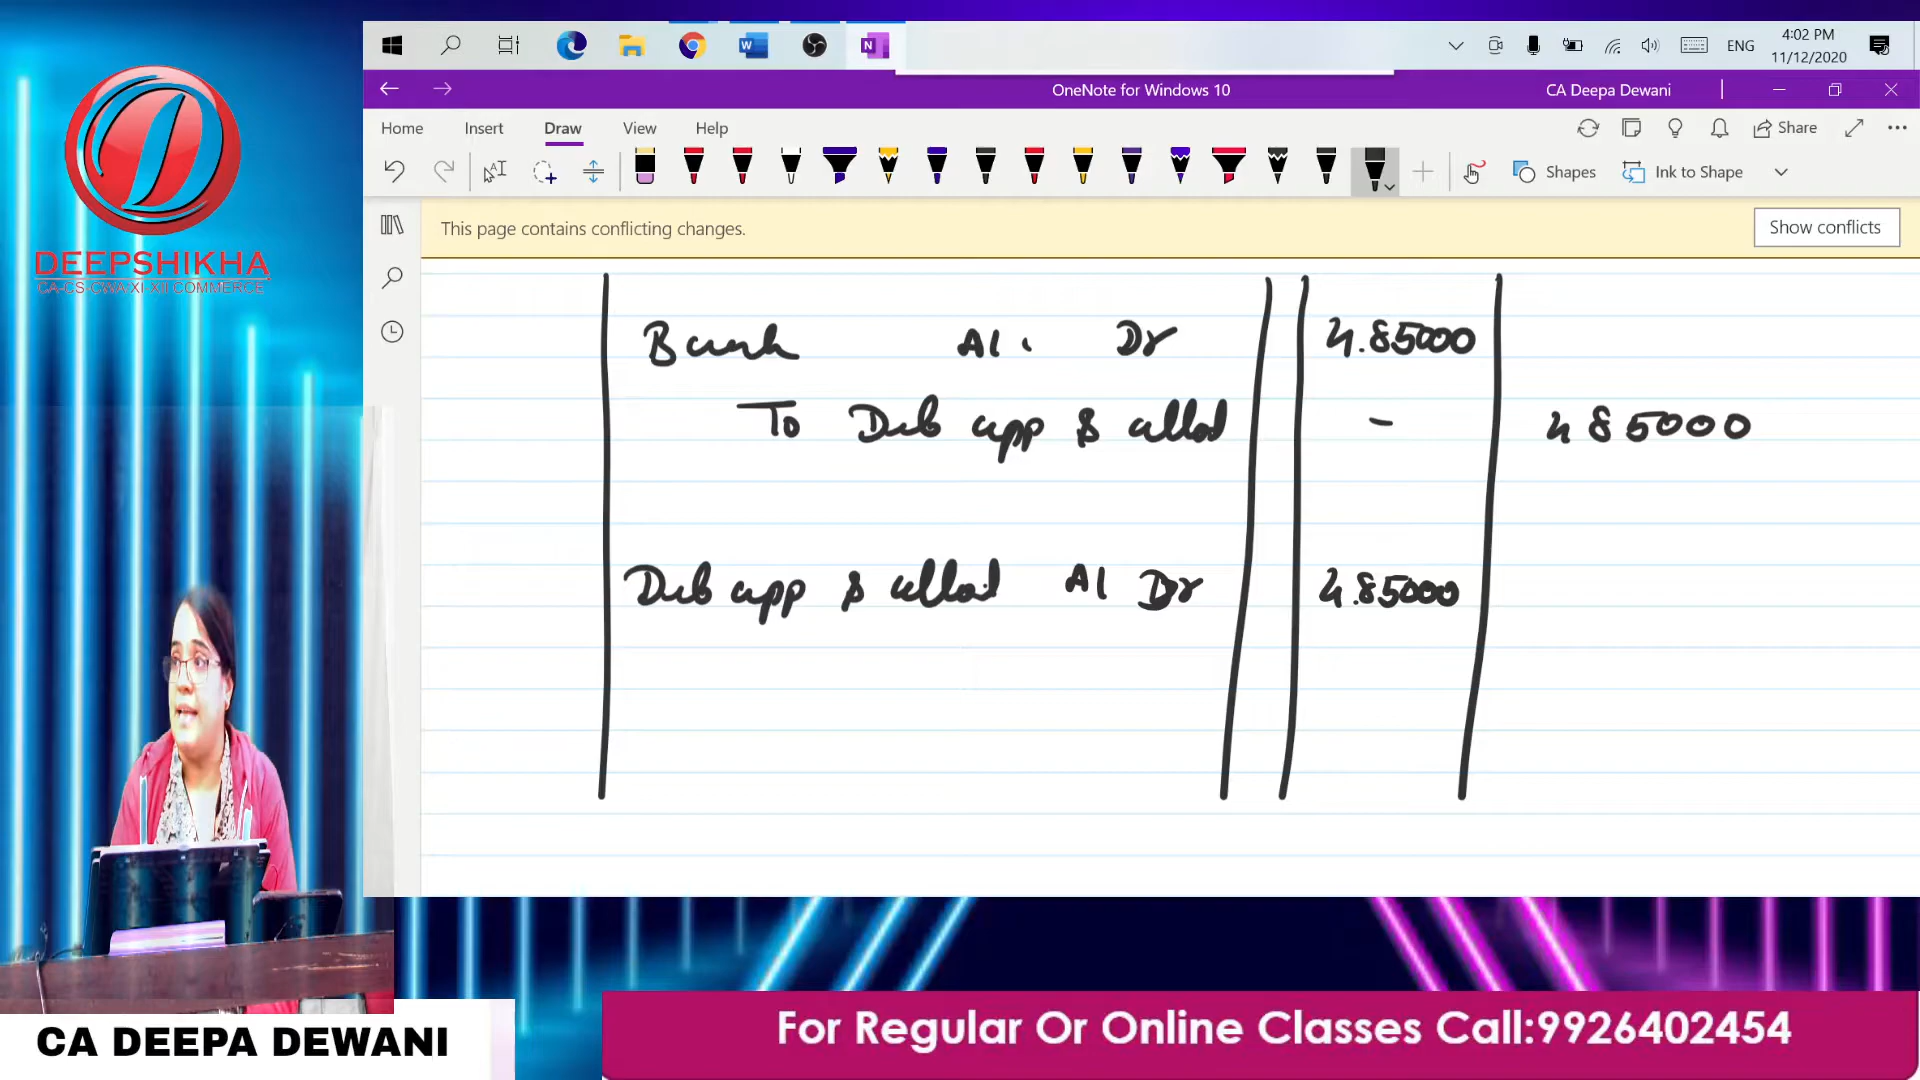 4:02 PM
ENG
11/12/2020
OneNote for Windows 10
CA Deepa Dewani
Home Insert Draw View Help
Share
Shapes
Ink to Shape
This page contains conflicting changes.
Show conflicts
DEEPSHIKHA
CA-CS-CWA-XI-XII COMMERCE
Bank A/c Dr 4.85000
To Deb app & allot - 485000
Deb app & allot A/ Dr 4.85000
CA DEEPA DEWANI
For Regular Or Online Classes Call:9926402454